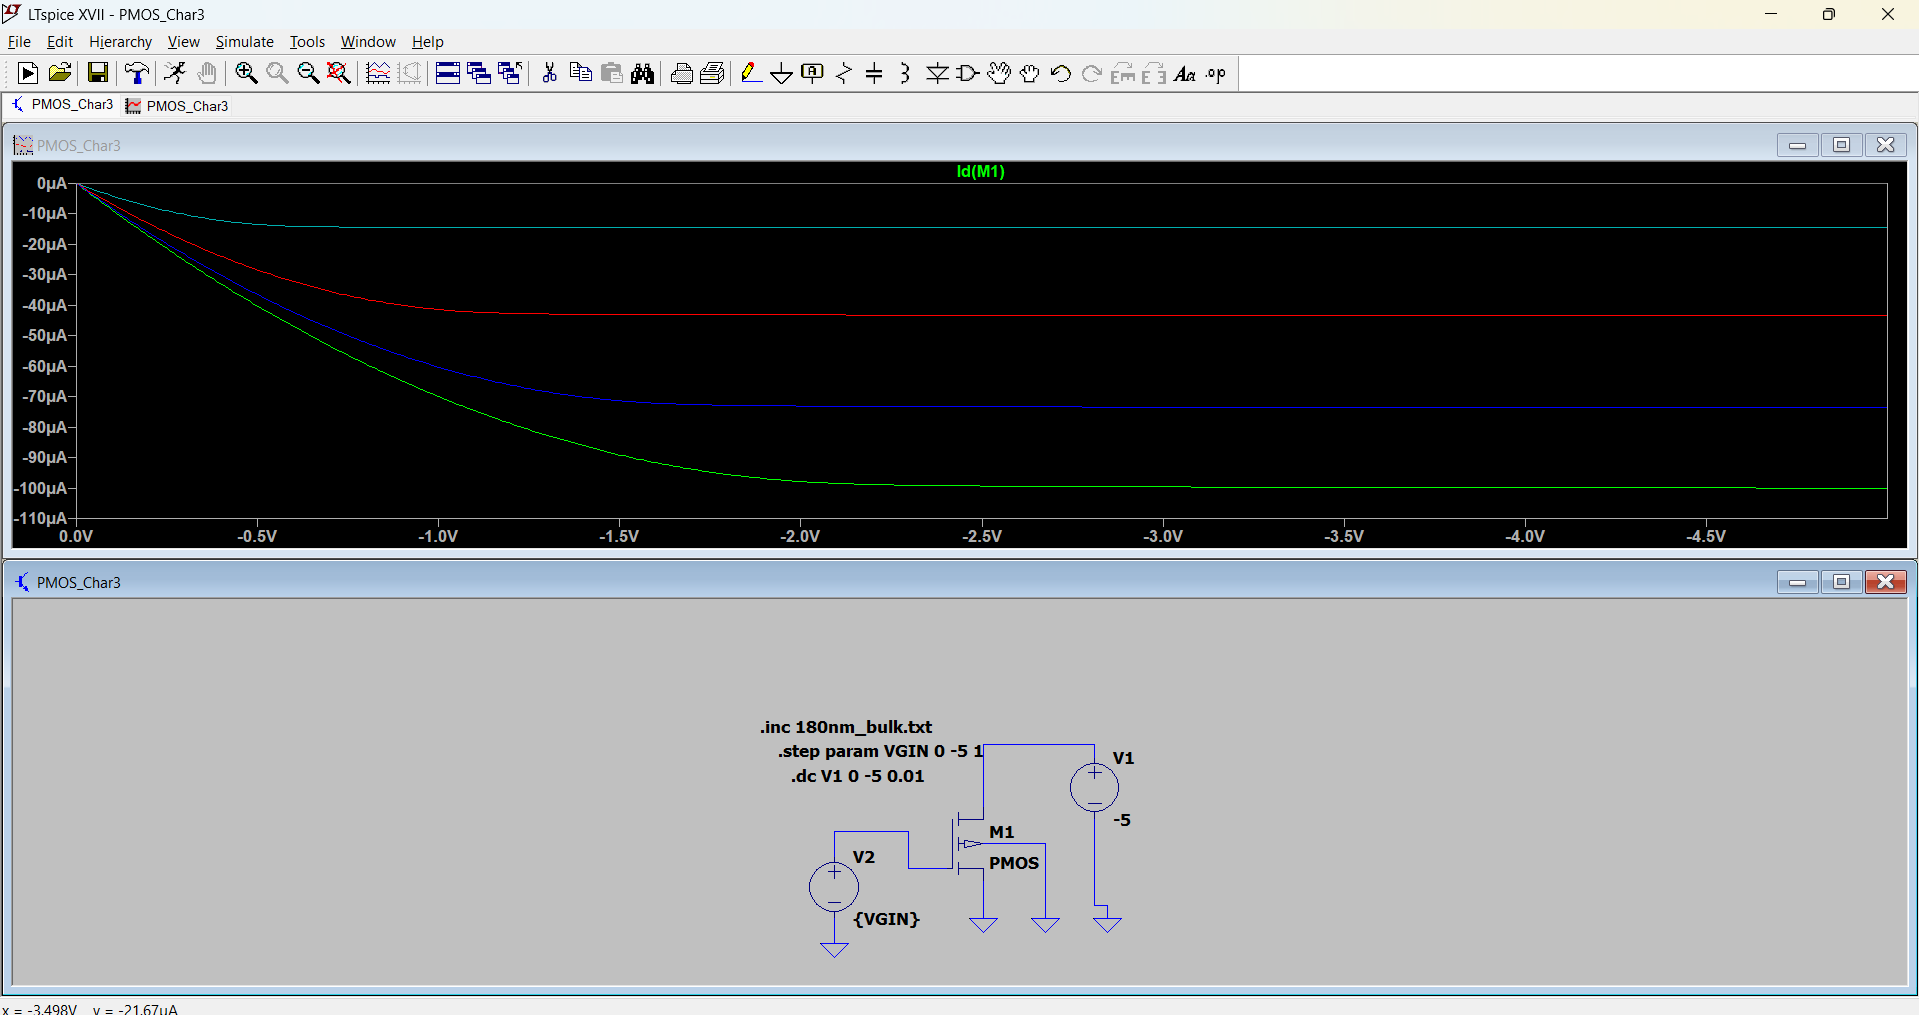 LTspice XVII - PMOS_Char3
File Edit Hierarchy View Simulate Tools Window Help
PMOS_Char3 PMOS_Char3
PMOS_Char3
Id(M1)
0µA
-10µA
-20µA
-30µA
-40µA
-50µA
-60µA
-70µA
-80µA
-90µA
-100µA
-110µA
0.0V -0.5V -1.0V -1.5V -2.0V -2.5V -3.0V -3.5V -4.0V -4.5V
PMOS_Char3
.inc 180nm_bulk.txt
.step param VGIN 0 -5 1
.dc V1 0 -5 0.01
V1
-5
M1
PMOS
V2
{VGIN}
x = -3.498V y = -21.67uA